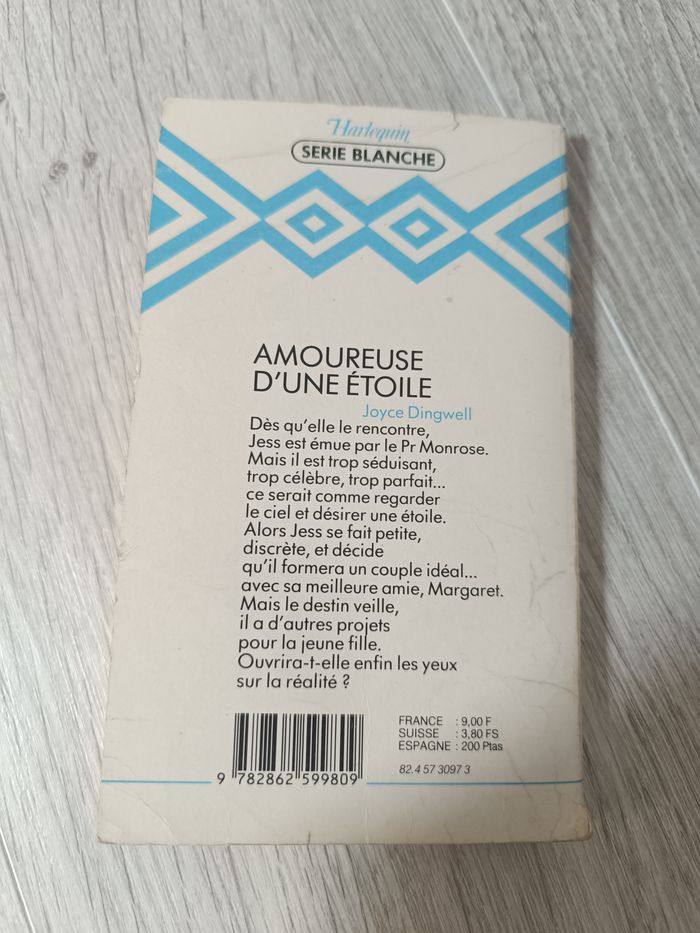 Harlequin
SERIE BLANCHE
AMOUREUSE
D'UNE ÉTOILE
Joyce Dingwell
Dès qu'elle le rencontre,
Jess est émue par le Pr Monrose.
Mais il est trop séduisant,
trop célèbre, trop parfait...
ce serait comme regarder
le ciel et désirer une étoile.
Alors Jess se fait petite,
discrète, et décide
qu'il formera un couple idéal...
avec sa meilleure amie, Margaret.
Mais le destin veille,
il a d'autres projets
pour la jeune fille.
Ouvrira-t-elle enfin les yeux
sur la réalité ?
FRANCE : 9,00 F
SUISSE : 3,80 FS
ESPAGNE : 200 Ptas
82.4 57 3097 3
9 782862 599809